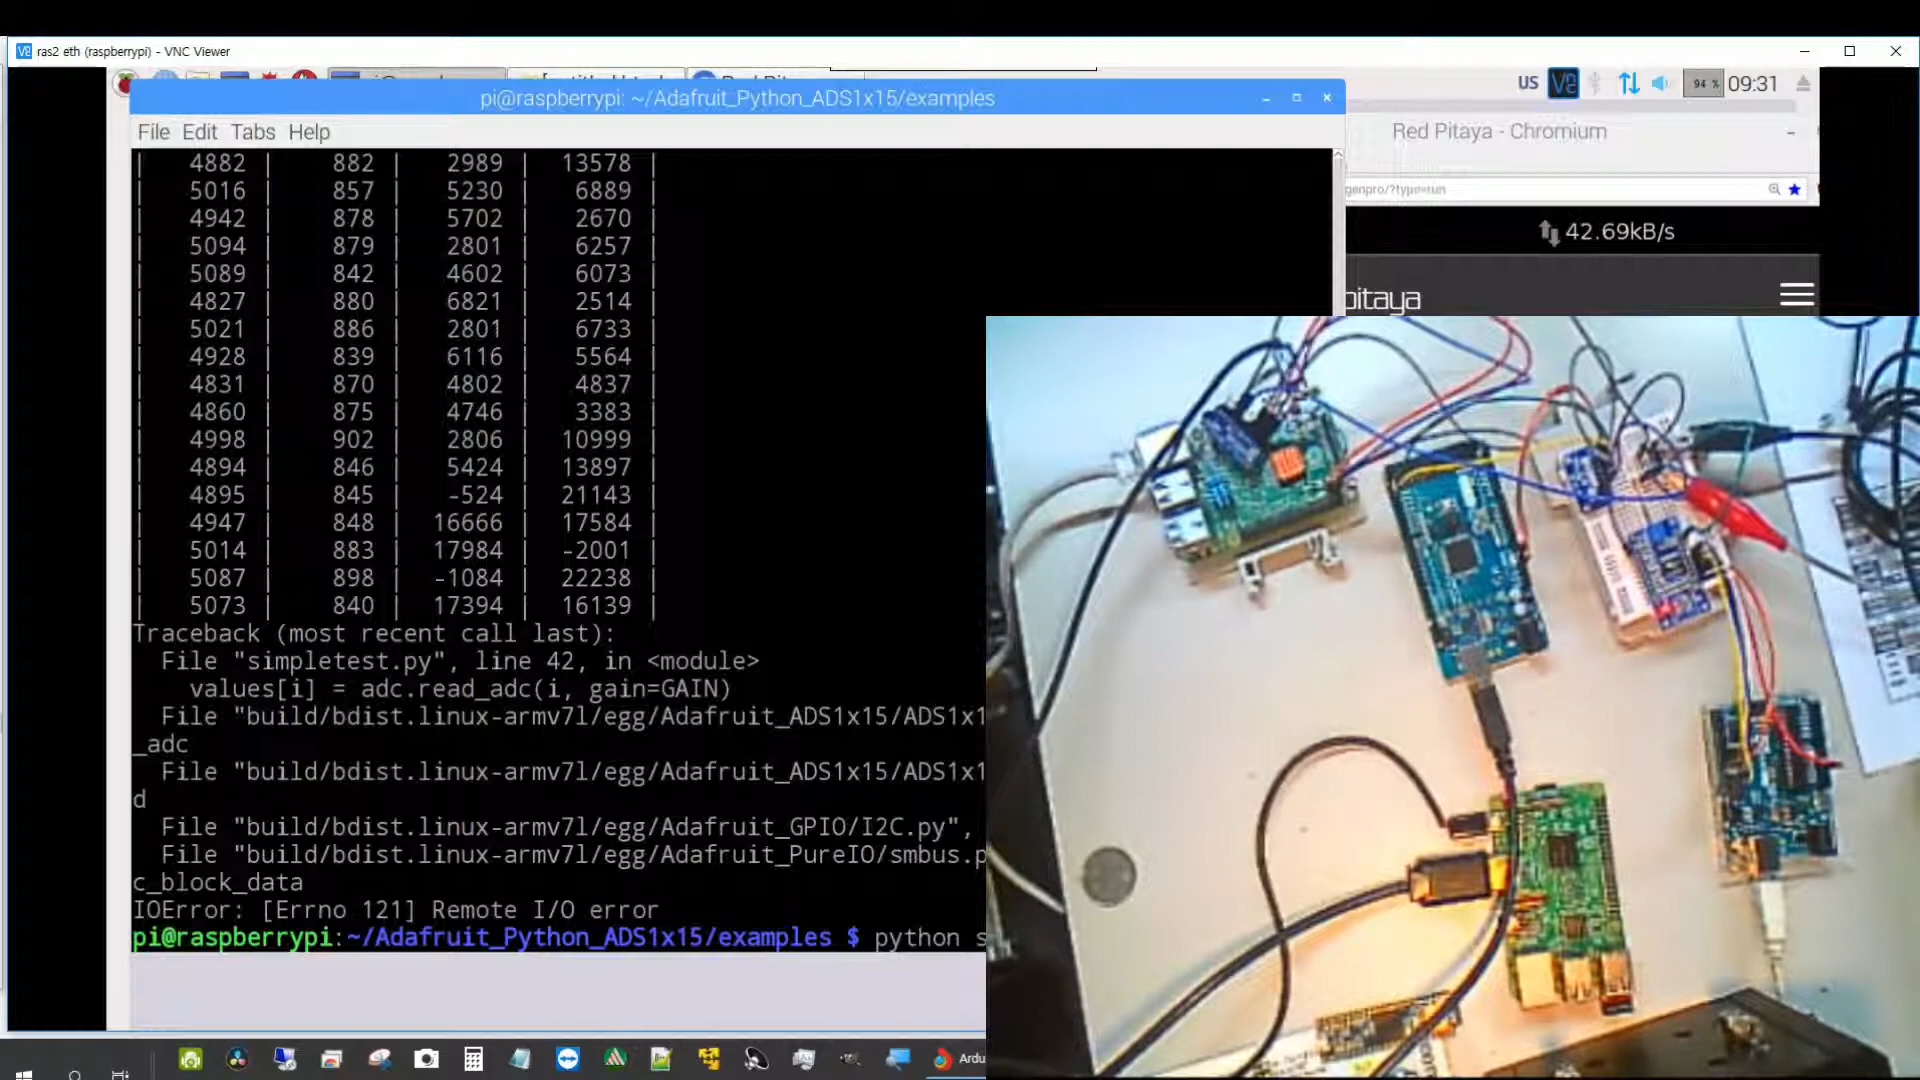 ras2 eth (raspberrypi) - VNC Viewer
US
94 %
09:31
pi@raspberrypi: ~/Adafruit_Python_ADS1x15/examples
Red Pitaya - Chromium
File Edit Tabs Help
genpro/?type=run
42.69kB/s
pitaya
| 4882 | 882 | 2989 | 13578 |
| 5016 | 857 | 5230 | 6889 |
| 4942 | 878 | 5702 | 2670 |
| 5094 | 879 | 2801 | 6257 |
| 5089 | 842 | 4602 | 6073 |
| 4827 | 880 | 6821 | 2514 |
| 5021 | 886 | 2801 | 6733 |
| 4928 | 839 | 6116 | 5564 |
| 4831 | 870 | 4802 | 4837 |
| 4860 | 875 | 4746 | 3383 |
| 4998 | 902 | 2806 | 10999 |
| 4894 | 846 | 5424 | 13897 |
| 4895 | 845 | -524 | 21143 |
| 4947 | 848 | 16666 | 17584 |
| 5014 | 883 | 17984 | -2001 |
| 5087 | 898 | -1084 | 22238 |
| 5073 | 840 | 17394 | 16139 |
Traceback (most recent call last):
File "simpletest.py", line 42, in <module>
values[i] = adc.read_adc(i, gain=GAIN)
File "build/bdist.linux-armv7l/egg/Adafruit_ADS1x15/ADS1x1
_adc
File "build/bdist.linux-armv7l/egg/Adafruit_ADS1x15/ADS1x1
d
File "build/bdist.linux-armv7l/egg/Adafruit_GPIO/I2C.py",
File "build/bdist.linux-armv7l/egg/Adafruit_PureIO/smbus.p
c_block_data
IOError: [Errno 121] Remote I/O error
pi@raspberrypi:~/Adafruit_Python_ADS1x15/examples $ python s
Ardu